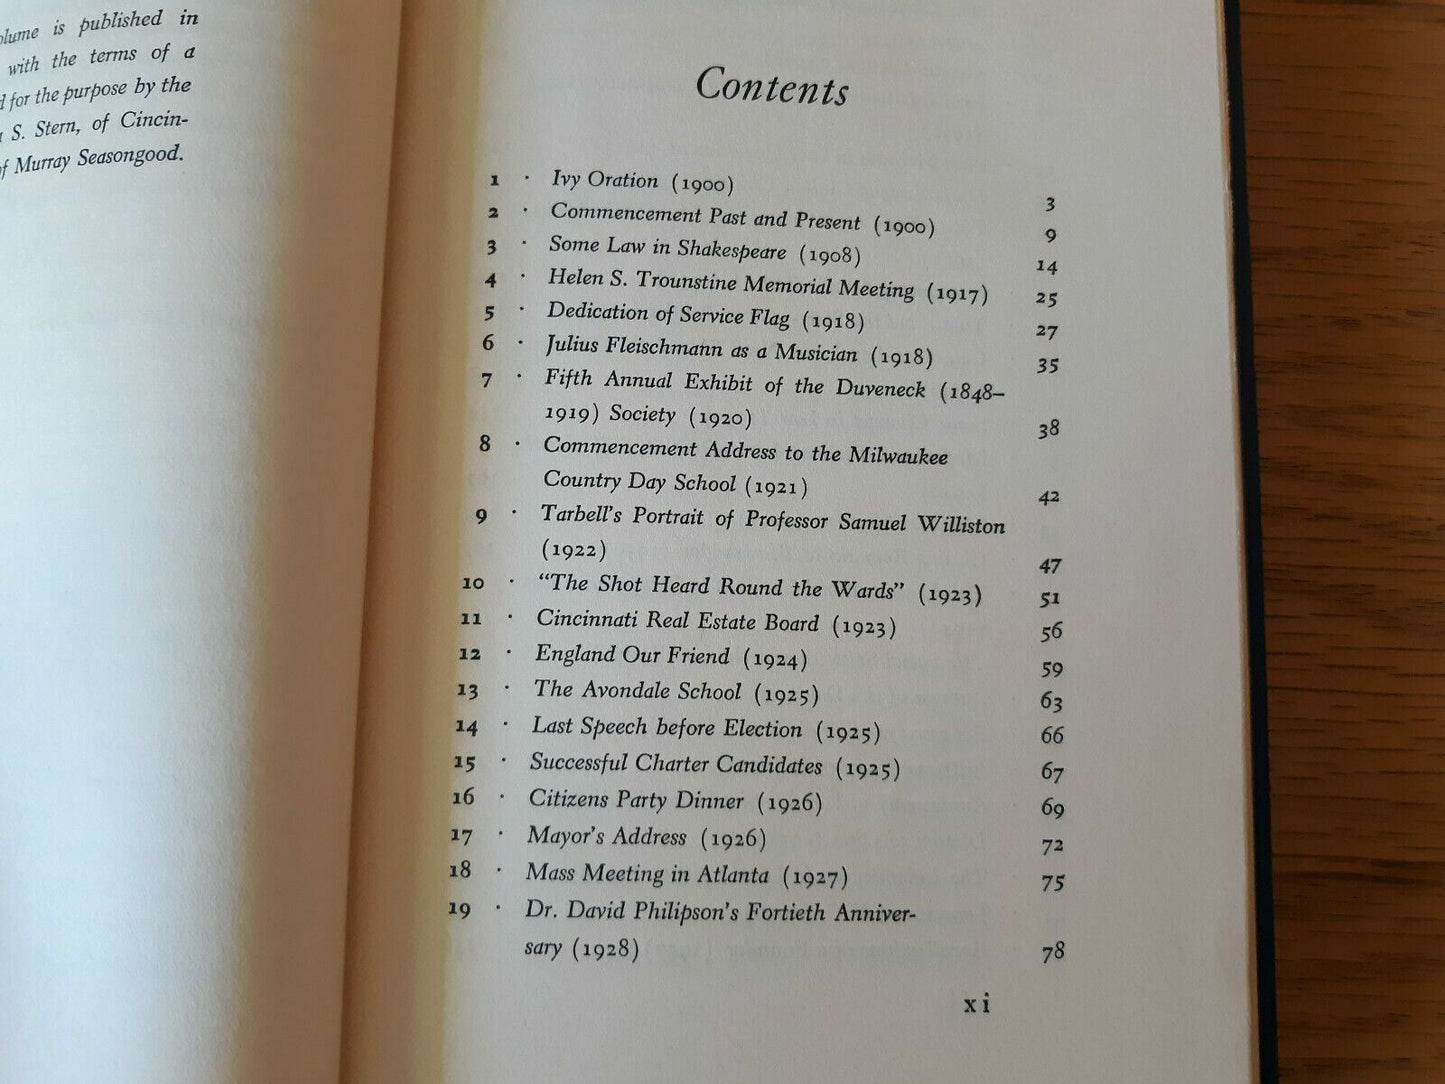 is published in
with the terms of a
for the purpose by the
S. Stern, of Cincin-
Murray Seasongood.
Contents
1 · Ivy Oration (1900) 3
2 · Commencement Past and Present (1900) 9
3 · Some Law in Shakespeare (1908) 14
4 · Helen S. Trounstine Memorial Meeting (1917) 25
5 · Dedication of Service Flag (1918) 27
6 · Julius Fleischmann as a Musician (1918) 35
7 · Fifth Annual Exhibit of the Duveneck (1848–
1919) Society (1920) 38
8 · Commencement Address to the Milwaukee
Country Day School (1921) 42
9 · Tarbell's Portrait of Professor Samuel Williston
(1922) 47
10 · "The Shot Heard Round the Wards" (1923) 51
11 · Cincinnati Real Estate Board (1923) 56
12 · England Our Friend (1924) 59
13 · The Avondale School (1925) 63
14 · Last Speech before Election (1925) 66
15 · Successful Charter Candidates (1925) 67
16 · Citizens Party Dinner (1926) 69
17 · Mayor's Address (1926) 72
18 · Mass Meeting in Atlanta (1927) 75
19 · Dr. David Philipson's Fortieth Anniver-
sary (1928) 78
xi